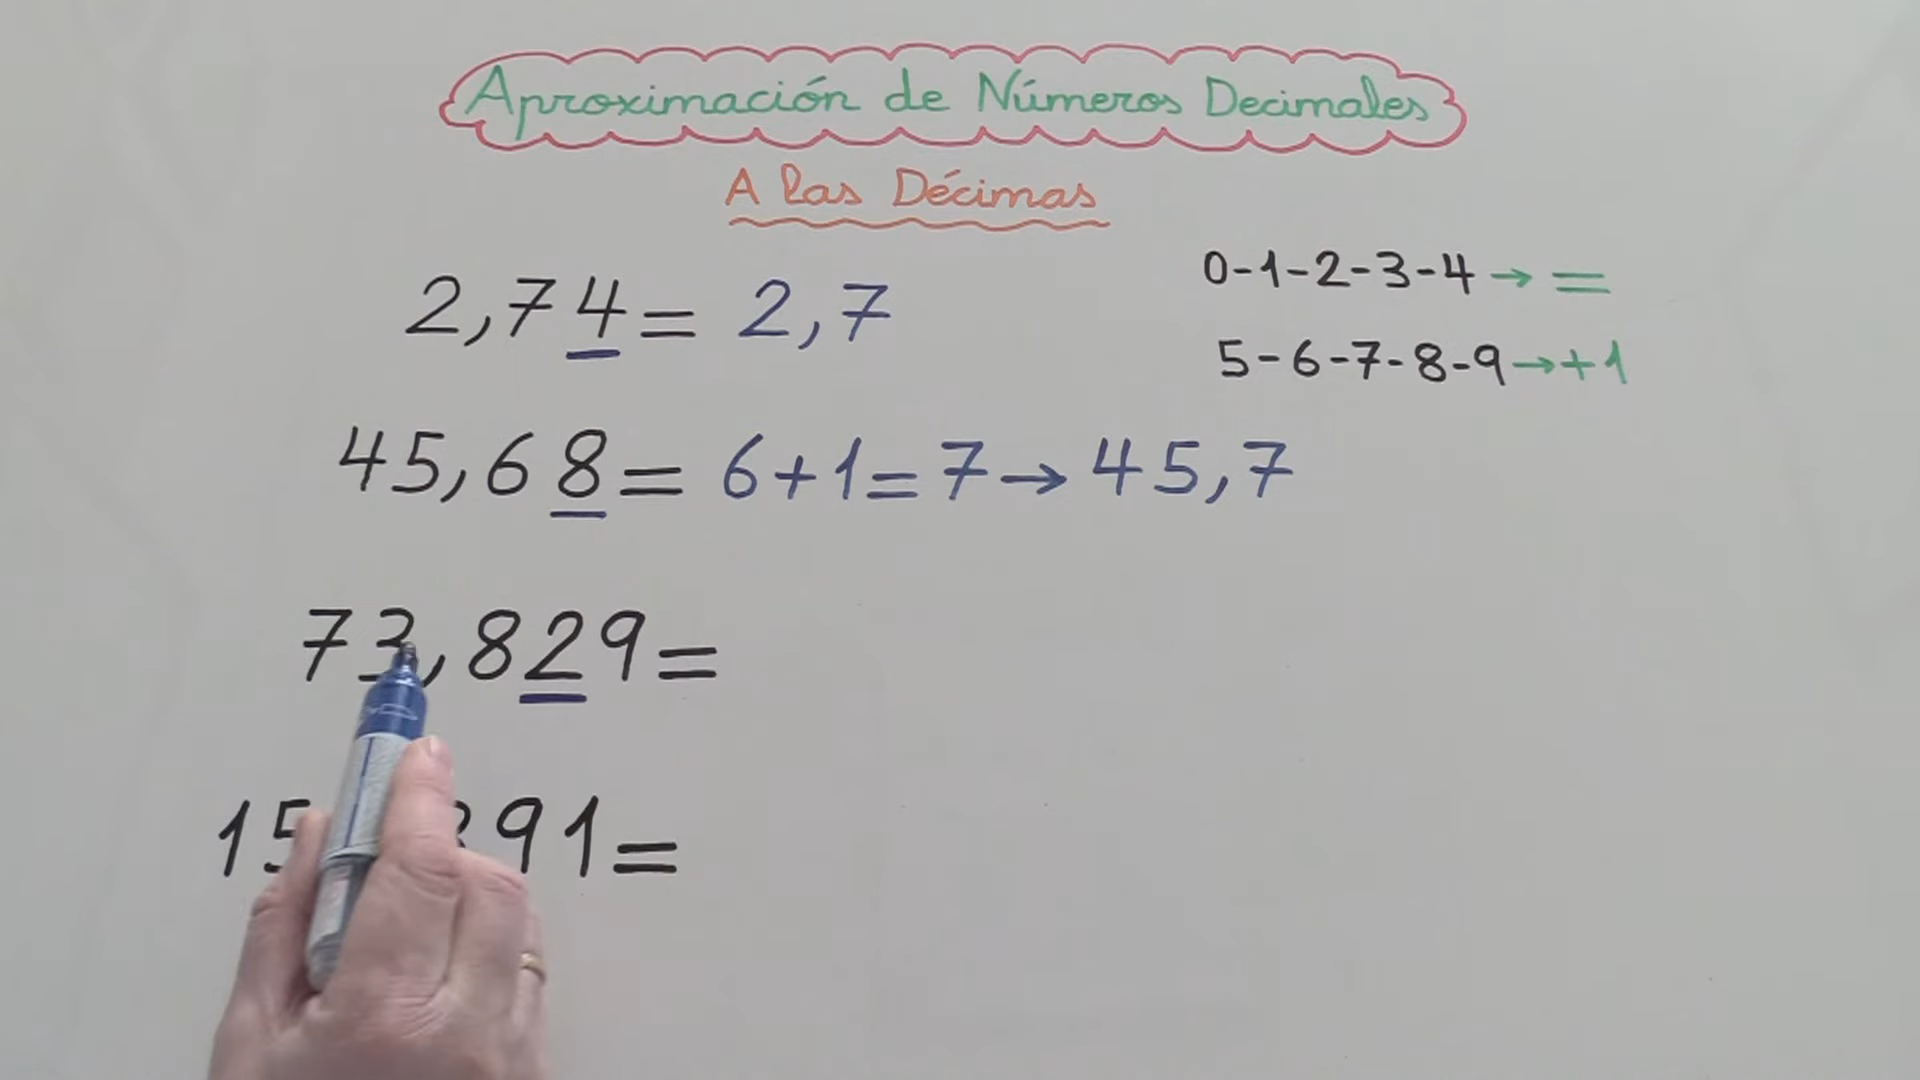 Aproximación de Números Decimales
A las Décimas
2,74 = 2,7
0-1-2-3-4 → =
5-6-7-8-9 → +1
45,68 = 6+1=7 → 45,7
73,829 =
15 391 =